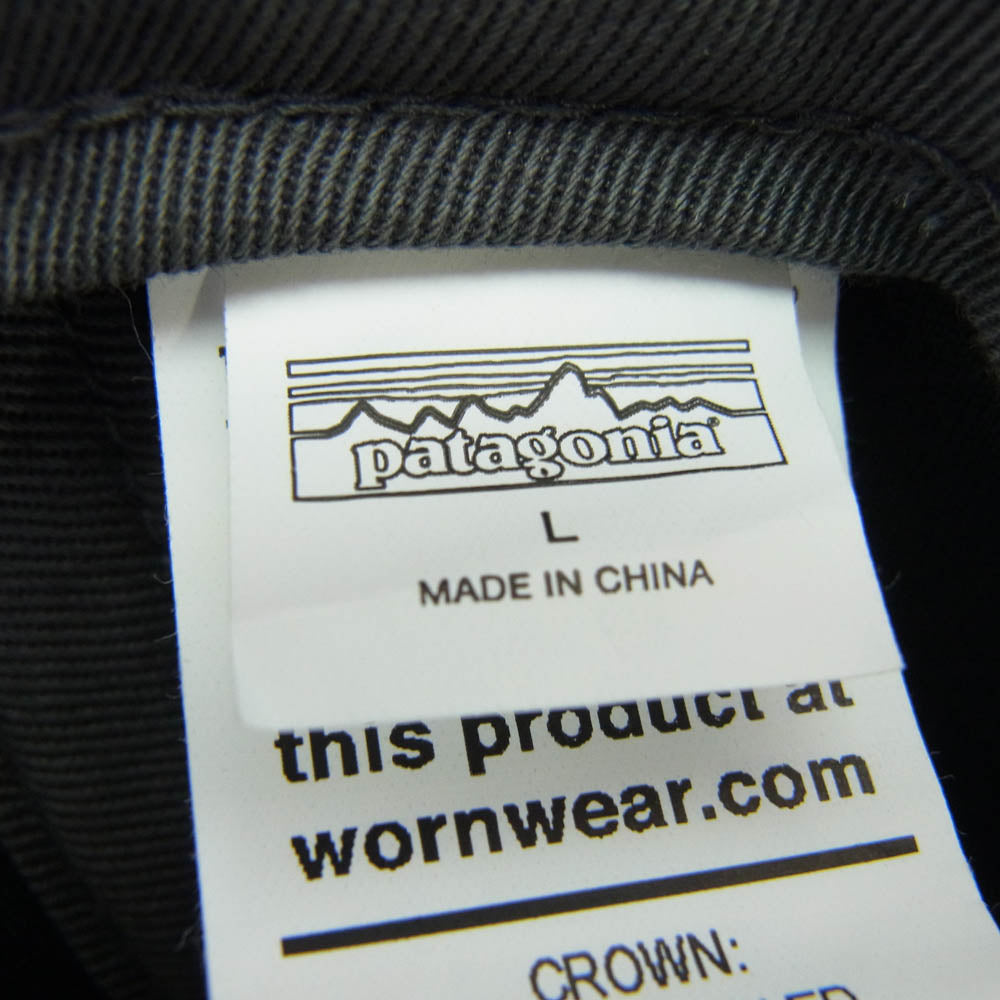 patagonia®
L
MADE IN CHINA
this product at
wornwear.com
CROWN: